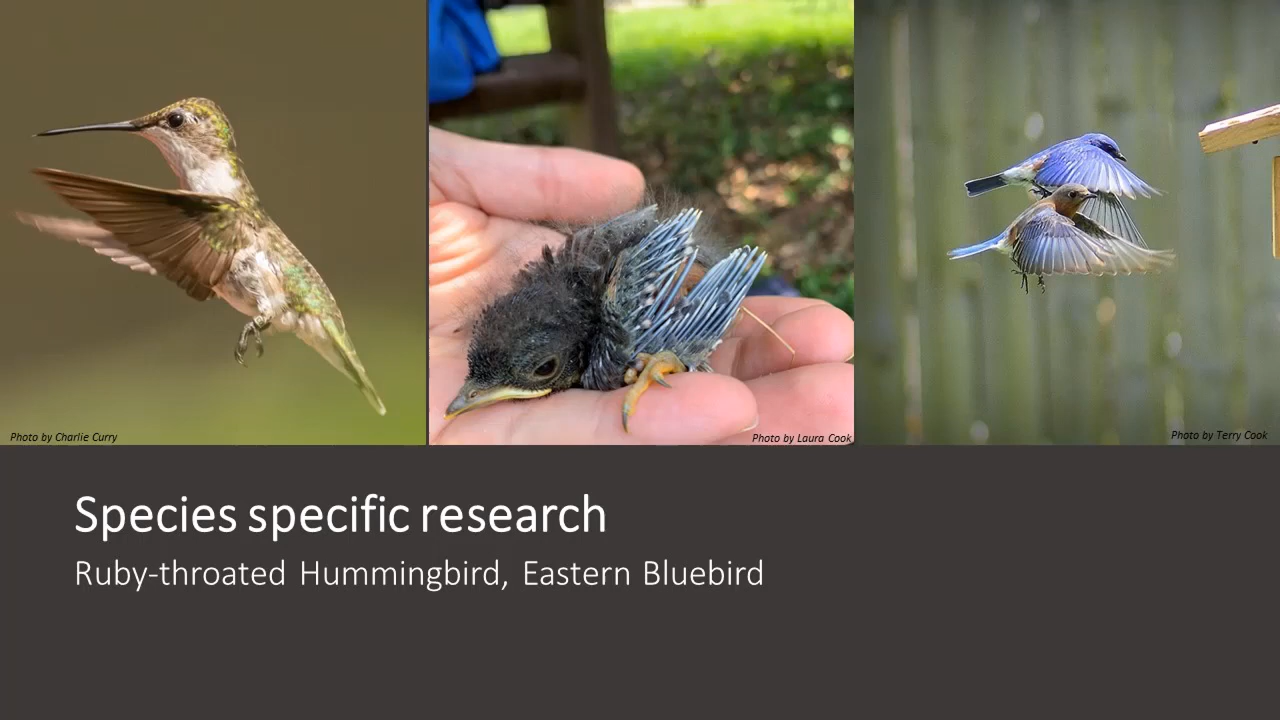 Photo by Charlie Curry
Photo by Laura Cook
Photo by Terry Cook
Species specific research
Ruby-throated Hummingbird, Eastern Bluebird